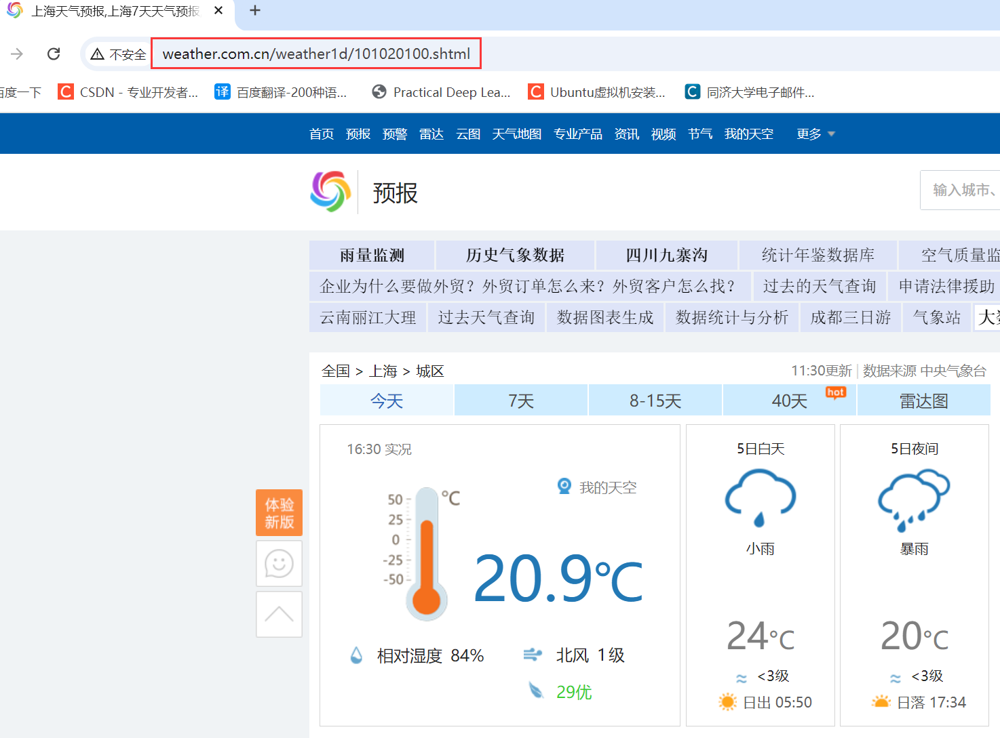 上海天气预报,上海7天天气预报
不安全 weather.com.cn/weather1d/101020100.shtml
百度一下 CSDN - 专业开发者... 百度翻译-200种语... Practical Deep Lea... Ubuntu虚拟机安装... 同济大学电子邮件...
首页 预报 预警 雷达 云图 天气地图 专业产品 资讯 视频 节气 我的天空 更多
预报 输入城市、
雨量监测 历史气象数据 四川九寨沟 统计年鉴数据库 空气质量监
企业为什么要做外贸？外贸订单怎么来？外贸客户怎么找？ 过去的天气查询 申请法律援助
云南丽江大理 过去天气查询 数据图表生成 数据统计与分析 成都三日游 气象站 大数
全国 > 上海 > 城区 11:30更新 | 数据来源 中央气象台
今天 7天 8-15天 40天 hot 雷达图
16:30 实况
我的天空
50
25
0
-25
-50
°C
20.9°C
相对湿度 84% 北风 1级
29优
5日白天
小雨
24°C
<3级
日出 05:50
5日夜间
暴雨
20°C
<3级
日落 17:34
体验
新版